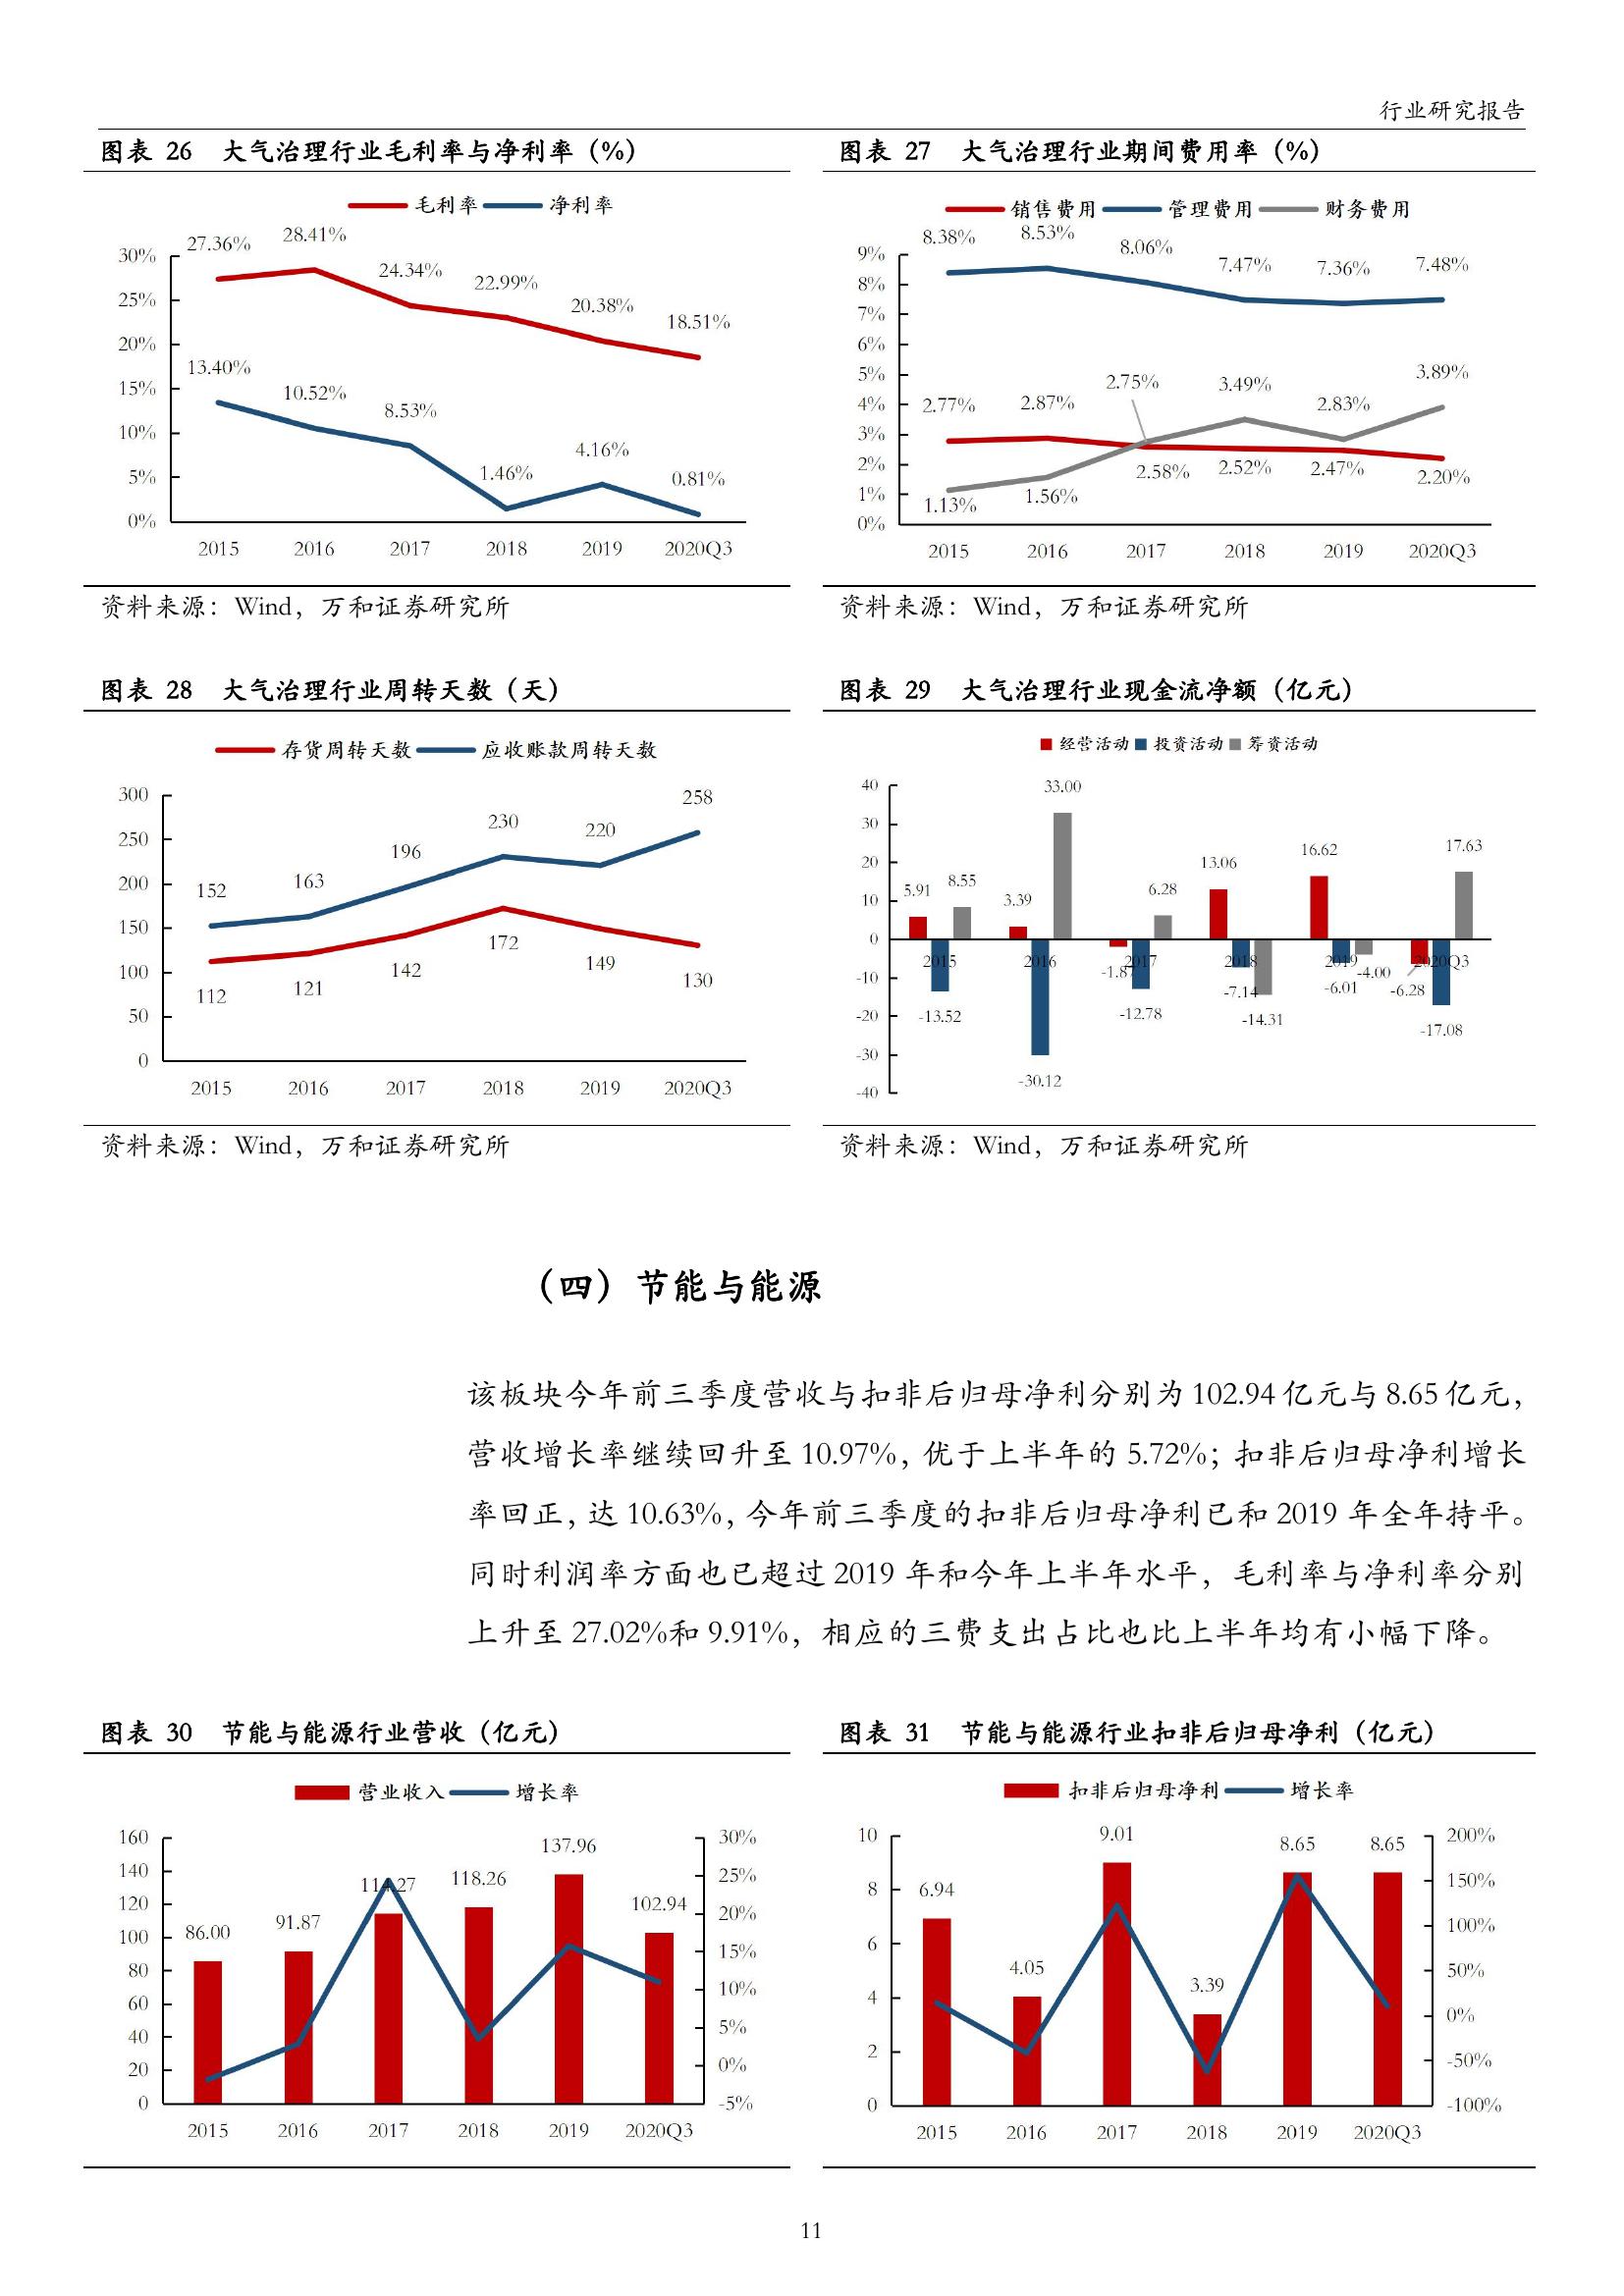 行业研究报告
图表 26 大气治理行业毛利率与净利率（%）
毛利率 净利率
30%
25%
20%
15%
10%
5%
0%
27.36% 28.41% 24.34% 22.99% 20.38% 18.51%
13.40% 10.52% 8.53% 1.46% 4.16% 0.81%
2015 2016 2017 2018 2019 2020Q3
资料来源：Wind，万和证券研究所
图表 27 大气治理行业期间费用率（%）
销售费用 管理费用 财务费用
9%
8%
7%
6%
5%
4%
3%
2%
1%
0%
8.38% 8.53% 8.06% 7.47% 7.36% 7.48%
2.77% 2.87% 2.75% 3.49% 2.83% 3.89%
1.13% 1.56% 2.58% 2.52% 2.47% 2.20%
2015 2016 2017 2018 2019 2020Q3
资料来源：Wind，万和证券研究所
图表 28 大气治理行业周转天数（天）
存货周转天数 应收账款周转天数
300
250
200
150
100
50
0
152 163 196 230 220 258
112 121 142 172 149 130
2015 2016 2017 2018 2019 2020Q3
资料来源：Wind，万和证券研究所
图表 29 大气治理行业现金流净额（亿元）
经营活动 投资活动 筹资活动
40
30
20
10
0
-10
-20
-30
-40
5.91 8.55 3.39 33.00 6.28 13.06 16.62 17.63
2015 2016 2017 2018 2019 2020Q3
-13.52 -30.12 -12.78 -7.14 -14.31 -6.01 -4.00 -6.28 -17.08
资料来源：Wind，万和证券研究所
（四）节能与能源
该板块今年前三季度营收与扣非后归母净利分别为 102.94 亿元与 8.65 亿元，
营收增长率继续回升至 10.97%，优于上半年的 5.72%；扣非后归母净利增长
率回正，达 10.63%，今年前三季度的扣非后归母净利已和 2019 年全年持平。
同时利润率方面也已超过 2019 年和今年上半年水平，毛利率与净利率分别
上升至 27.02%和 9.91%，相应的三费支出占比也比上半年均有小幅下降。
图表 30 节能与能源行业营收（亿元）
营业收入 增长率
160
140
120
100
80
60
40
20
0
86.00 91.87 114.27 118.26 137.96 102.94
30%
25%
20%
15%
10%
5%
0%
-5%
2015 2016 2017 2018 2019 2020Q3
图表 31 节能与能源行业扣非后归母净利（亿元）
扣非后归母净利 增长率
10
8
6
4
2
0
6.94 4.05 9.01 3.39 8.65 8.65
200%
150%
100%
50%
0%
-50%
-100%
2015 2016 2017 2018 2019 2020Q3
11